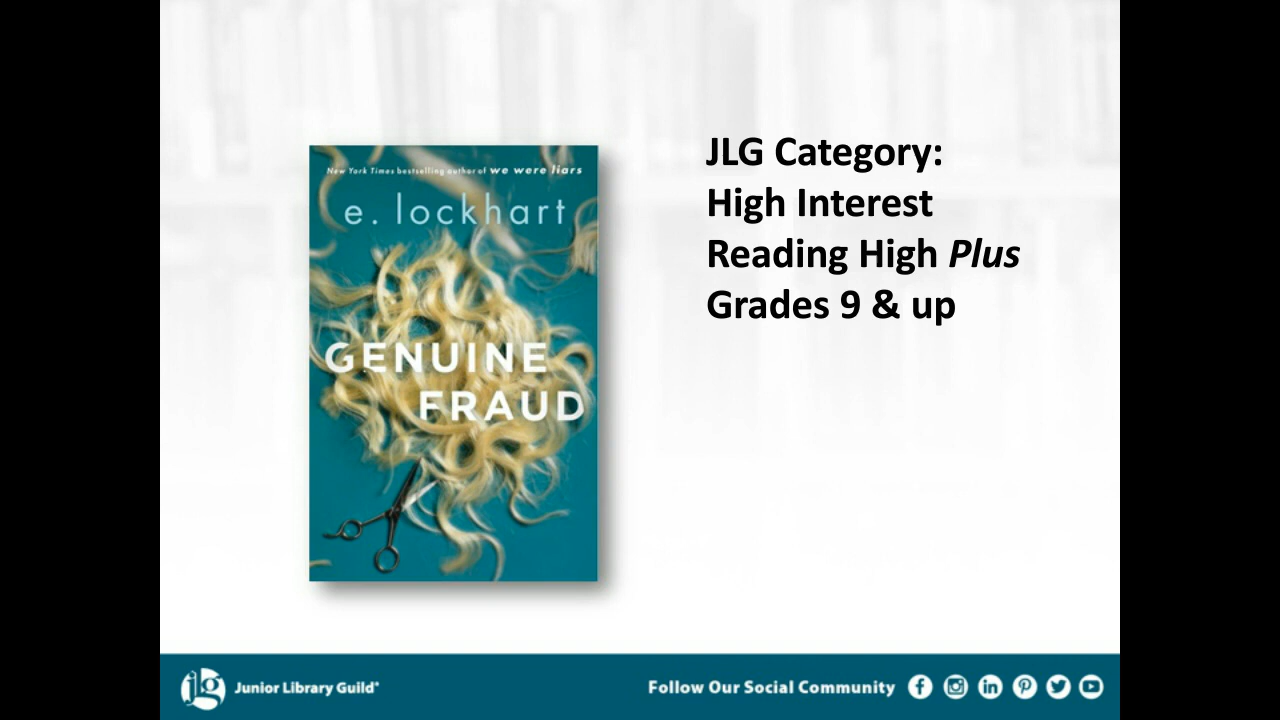 New York Times bestselling author of we were liars
e. lockhart
GENUINE
FRAUD
JLG Category:
High Interest
Reading High Plus
Grades 9 & up
jlg Junior Library Guild®
Follow Our Social Community